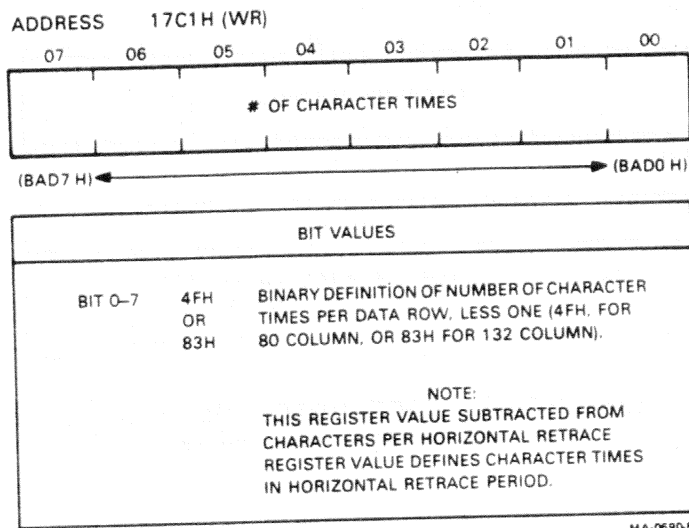 ADDRESS 17C1H (WR)
07 06 05 04 03 02 01 00
# OF CHARACTER TIMES
(BAD7 H) (BAD0 H)
BIT VALUES
BIT 0–7 4FH BINARY DEFINITION OF NUMBER OF CHARACTER
OR TIMES PER DATA ROW, LESS ONE (4FH, FOR
83H 80 COLUMN, OR 83H FOR 132 COLUMN).
NOTE:
THIS REGISTER VALUE SUBTRACTED FROM
CHARACTERS PER HORIZONTAL RETRACE
REGISTER VALUE DEFINES CHARACTER TIMES
IN HORIZONTAL RETRACE PERIOD.